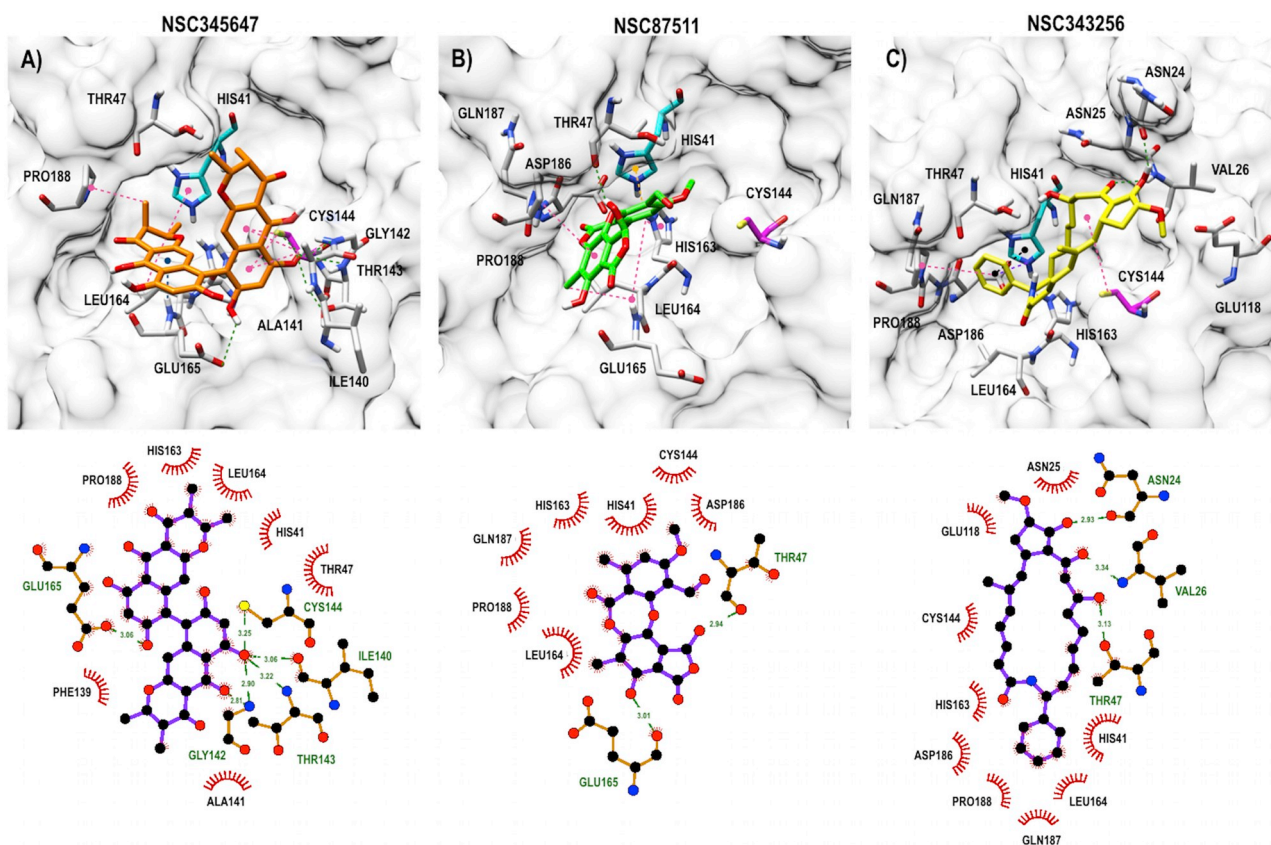 NSC345647
NSC87511
NSC343256
A)
THR47
HIS41
PRO188
CYS144
GLY142
THR143
LEU164
ALA141
GLU165
ILE140
B)
THR47
GLN187
HIS41
ASP186
CYS144
PRO188
HIS163
LEU164
GLU165
C)
ASN24
ASN25
THR47
HIS41
VAL26
GLN187
CYS144
PRO188
ASP186
HIS163
GLU118
LEU164
HIS163
PRO188
LEU164
HIS41
THR47
GLU165
CYS144
3.25
3.06
3.06
ILE140
3.22
2.90
2.81
PHE139
GLY142
THR143
ALA141
CYS144
HIS163
HIS41
ASP186
GLN187
THR47
PRO188
2.94
LEU164
3.01
GLU165
ASN25
ASN24
2.93
GLU118
3.34
VAL26
CYS144
3.13
THR47
HIS163
HIS41
ASP186
PRO188
LEU164
GLN187